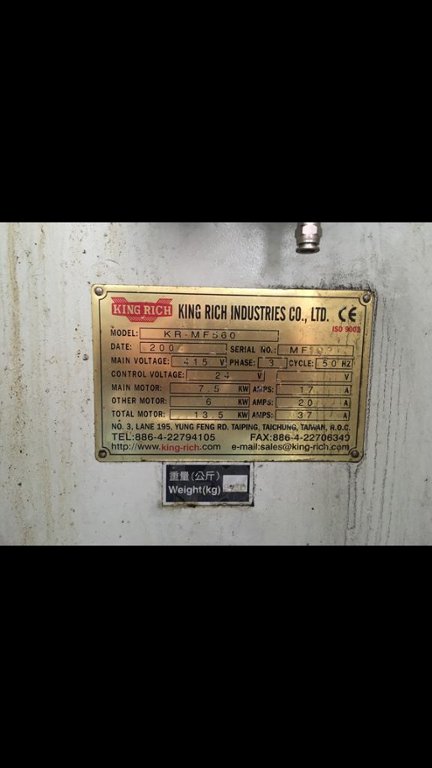 KING RICH KING RICH INDUSTRIES CO., LTD. CE
ISO 9002
MODEL: KR-MF560
DATE: SERIAL NO.:
MAIN VOLTAGE: 415 V PHASE: 3 CYCLE: 50 HZ
CONTROL VOLTAGE: 24 V V
MAIN MOTOR: 7.5 KW AMPS: 17 A
OTHER MOTOR: 6 KW AMPS: 20 A
TOTAL MOTOR: 13.5 KW AMPS: 37 A
NO. 3, LANE 195, YUNG FENG RD. TAIPING, TAICHUNG, TAIWAN, R.O.C.
TEL:886-4-22794105 FAX:886-4-22706349
http://www.king-rich.com e-mail:sales@king-rich.com
重量(公斤)
Weight(kg)